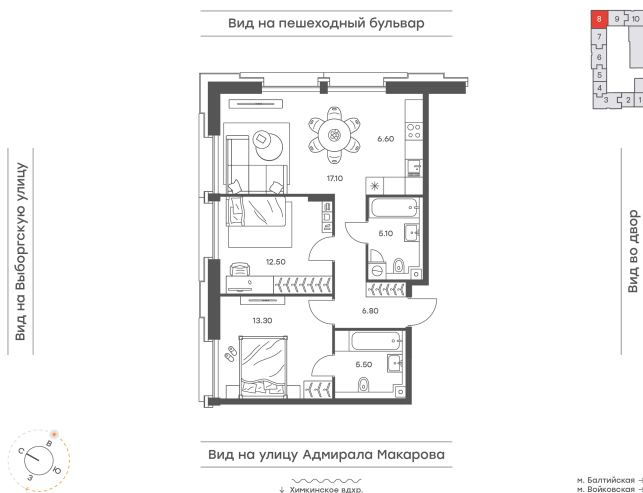 Вид на пешеходный бульвар
8 9 10
7
6
5
4
3 2 1
6.60
17.10
5.10
12.50
6.80
13.30
5.50
Вид на Выборгскую улицу
Вид во двор
Вид на улицу Адмирала Макарова
С В
З Ю
↓ Химкинское вдхр.
м. Балтийская
м. Войковская